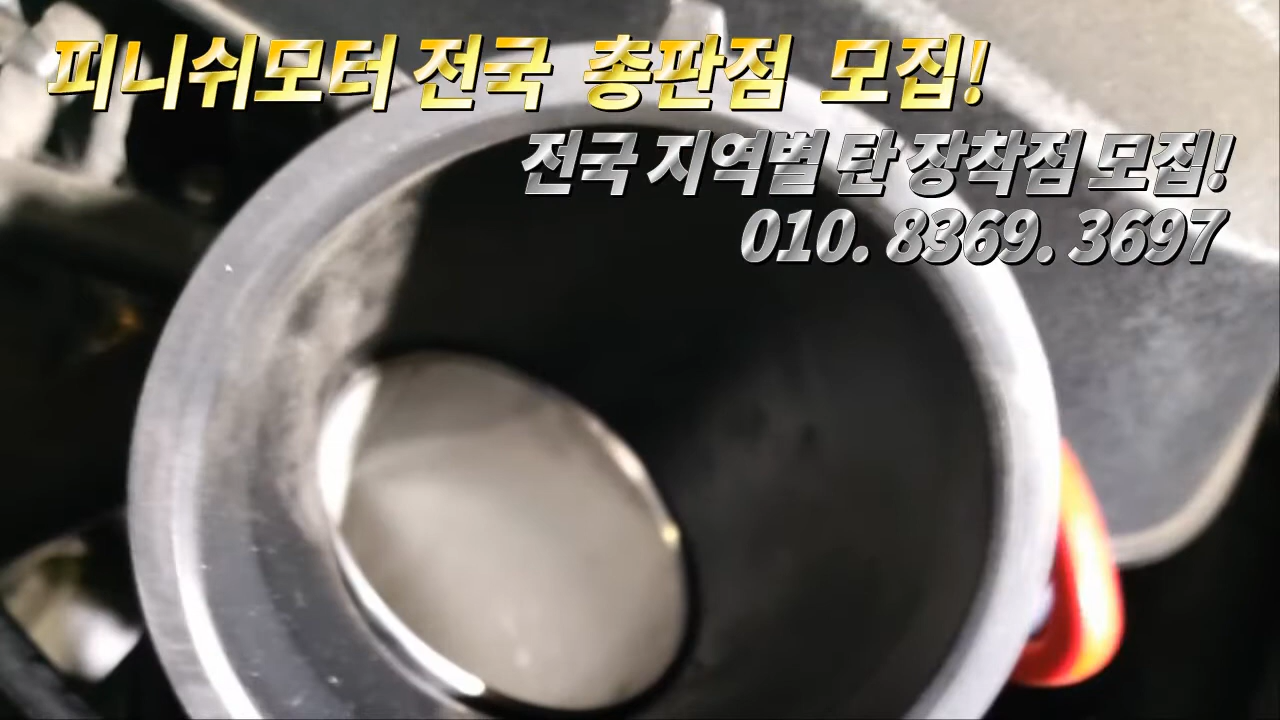 피니쉬모터 전국 총판점 모집!
전국 지역별 탄 장착점 모집!
010. 8369. 3697